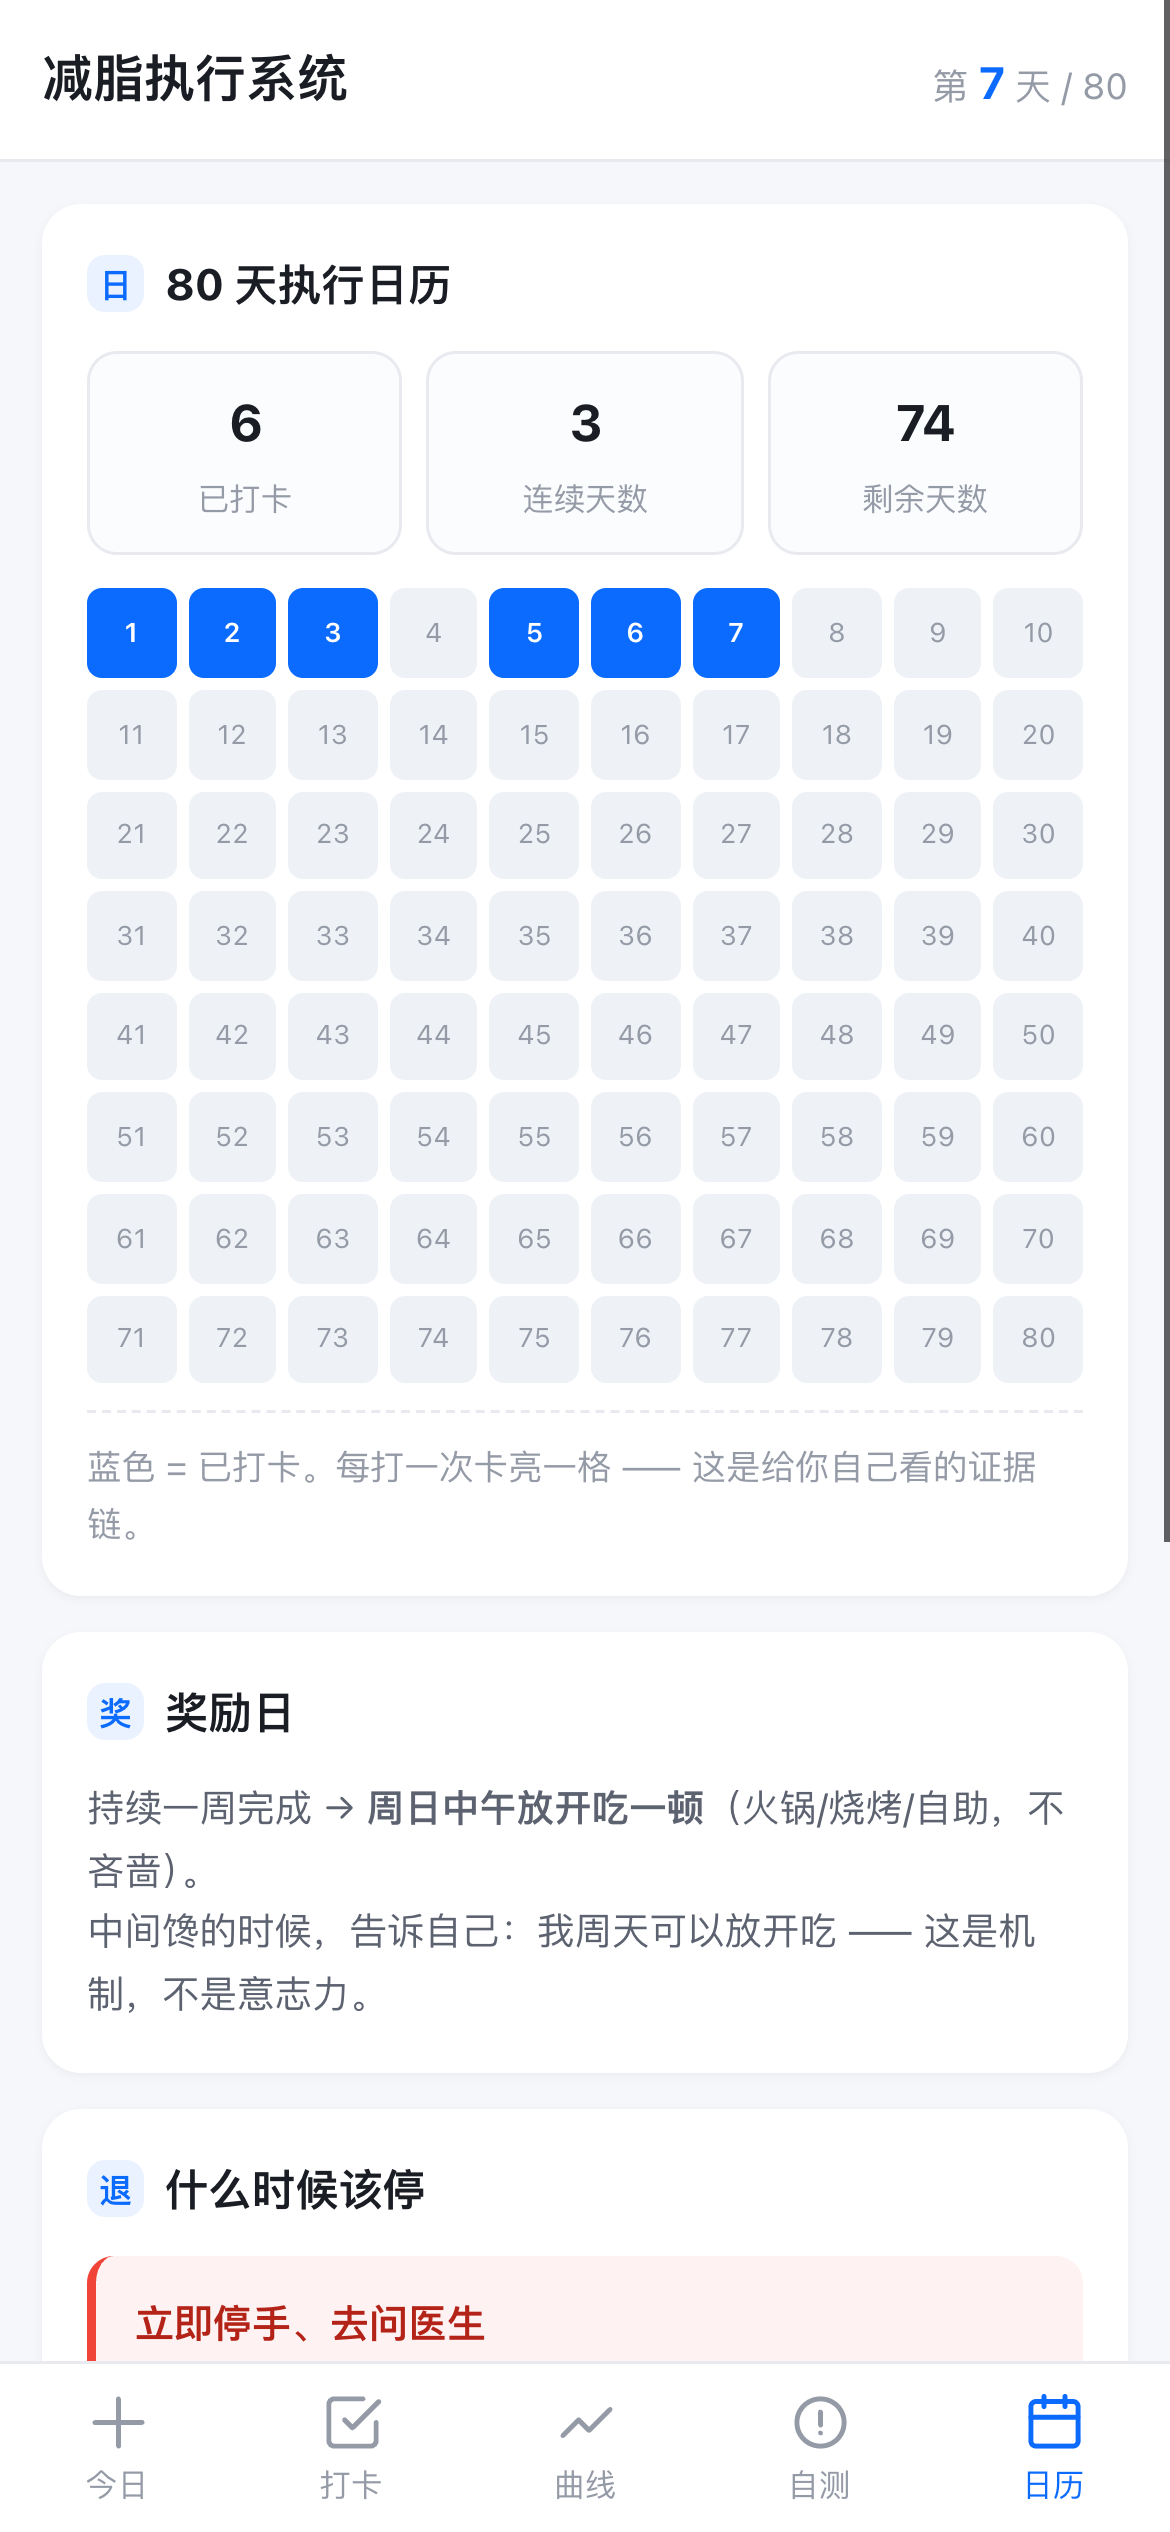 减脂执行系统
第 7 天 / 80
日 80 天执行日历
6 3 74
已打卡 连续天数 剩余天数
1 2 3 4 5 6 7 8 9 10
11 12 13 14 15 16 17 18 19 20
21 22 23 24 25 26 27 28 29 30
31 32 33 34 35 36 37 38 39 40
41 42 43 44 45 46 47 48 49 50
51 52 53 54 55 56 57 58 59 60
61 62 63 64 65 66 67 68 69 70
71 72 73 74 75 76 77 78 79 80
蓝色 = 已打卡。每打一次卡亮一格 —— 这是给你自己看的证据
链。
奖 奖励日
持续一周完成 → 周日中午放开吃一顿（火锅/烧烤/自助，不
吝啬）。
中间馋的时候，告诉自己：我周天可以放开吃 —— 这是机
制，不是意志力。
退 什么时候该停
立即停手、去问医生
今日 打卡 曲线 自测 日历